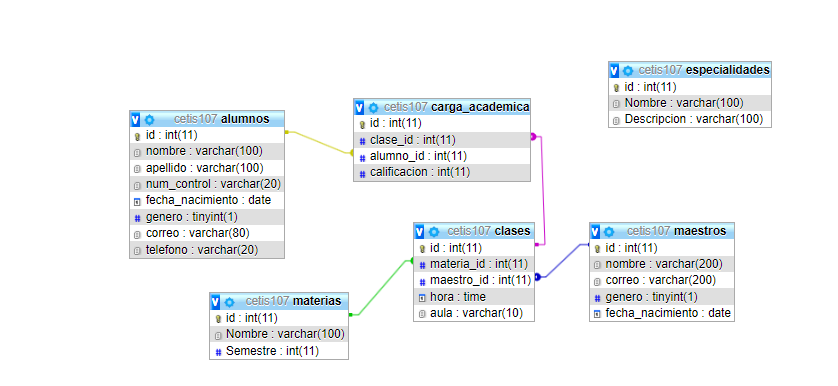 cetis107 especialidades
id : int(11)
Nombre : varchar(100)
Descripcion : varchar(100)
cetis107 carga_academica
id : int(11)
clase_id : int(11)
alumno_id : int(11)
calificacion : int(11)
cetis107 alumnos
id : int(11)
nombre : varchar(100)
apellido : varchar(100)
num_control : varchar(20)
fecha_nacimiento : date
genero : tinyint(1)
correo : varchar(80)
telefono : varchar(20)
cetis107 clases
id : int(11)
materia_id : int(11)
maestro_id : int(11)
hora : time
aula : varchar(10)
cetis107 maestros
id : int(11)
nombre : varchar(200)
correo : varchar(200)
genero : tinyint(1)
fecha_nacimiento : date
cetis107 materias
id : int(11)
Nombre : varchar(100)
Semestre : int(11)